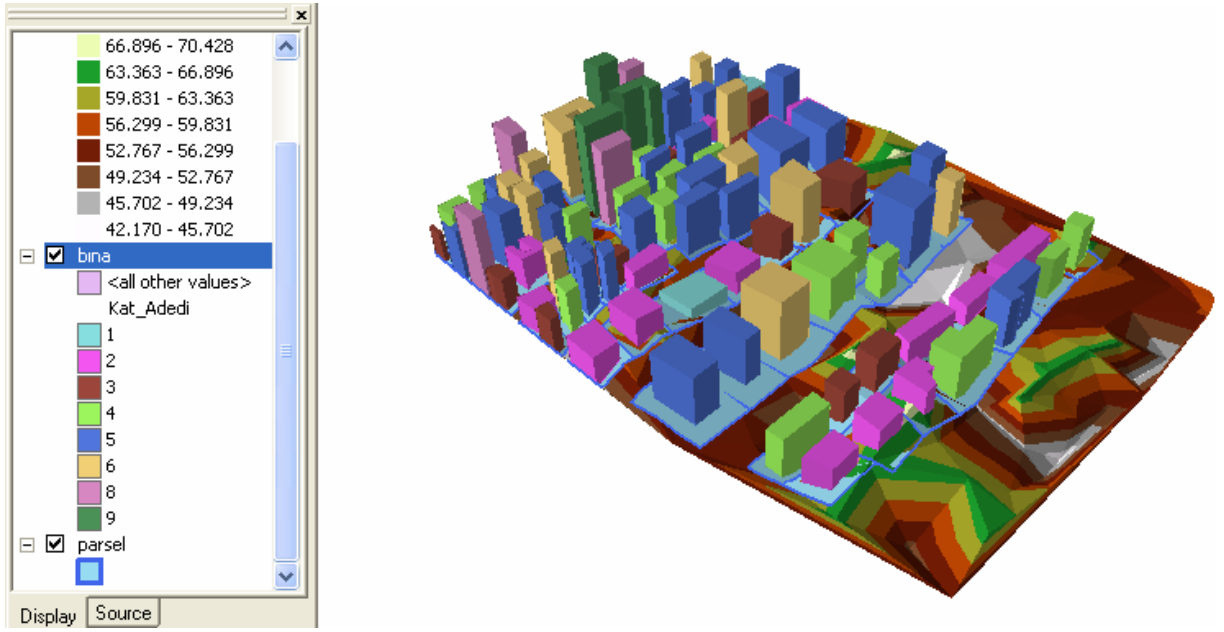 66.896 - 70.428
63.363 - 66.896
59.831 - 63.363
56.299 - 59.831
52.767 - 56.299
49.234 - 52.767
45.702 - 49.234
42.170 - 45.702
bina
<all other values>
Kat_Adedi
1
2
3
4
5
6
8
9
parsel
Display
Source